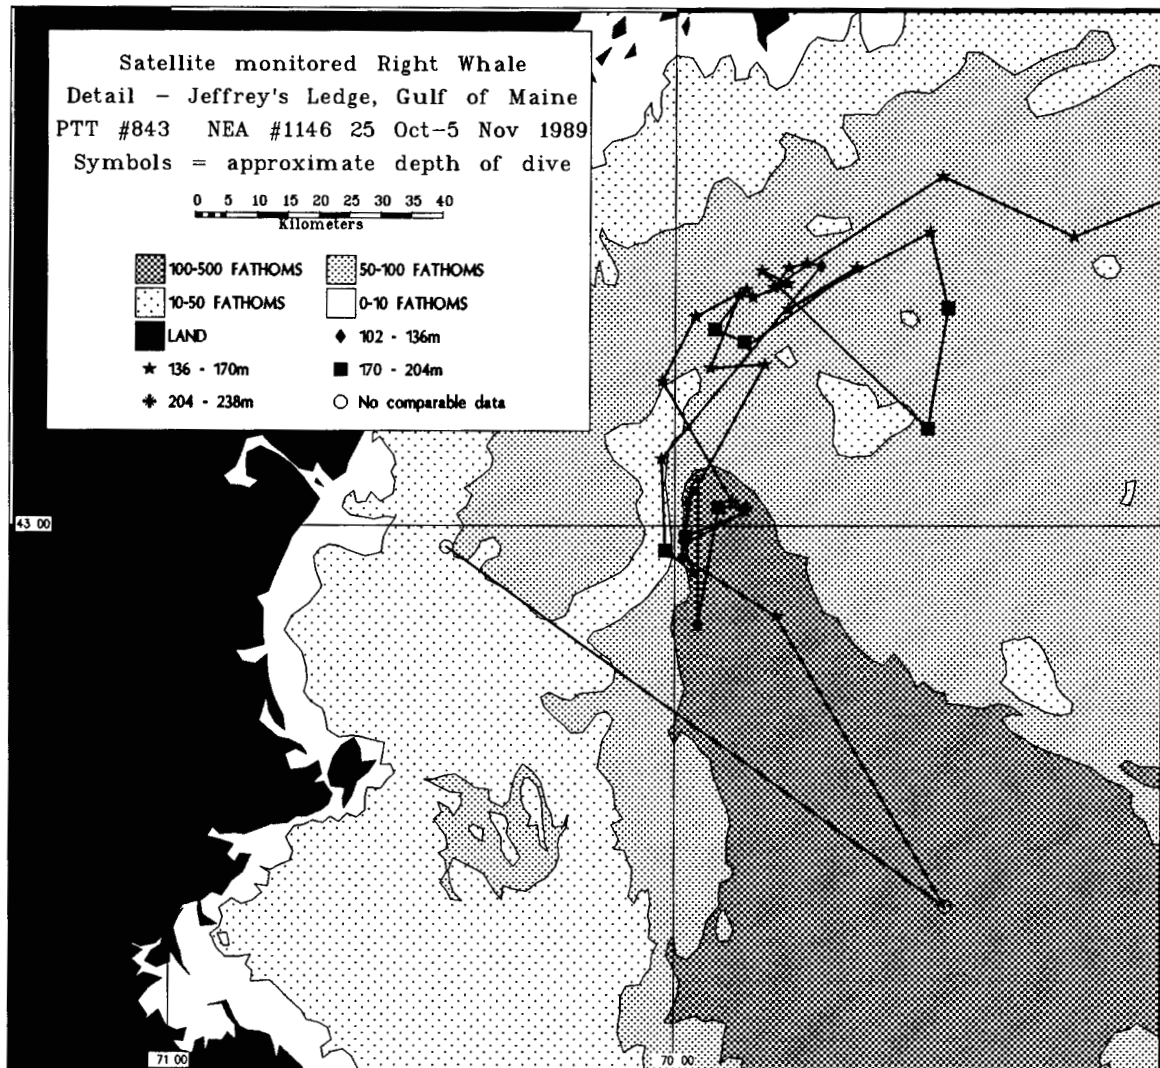 Satellite monitored Right Whale
Detail - Jeffrey's Ledge, Gulf of Maine
PTT #843 NEA #1146 25 Oct-5 Nov 1989
Symbols = approximate depth of dive
0 5 10 15 20 25 30 35 40
Kilometers
100-500 FATHOMS 50-100 FATHOMS
10-50 FATHOMS 0-10 FATHOMS
LAND 102 - 136m
136 - 170m 170 - 204m
204 - 238m No comparable data
43 00
71 00 70 00